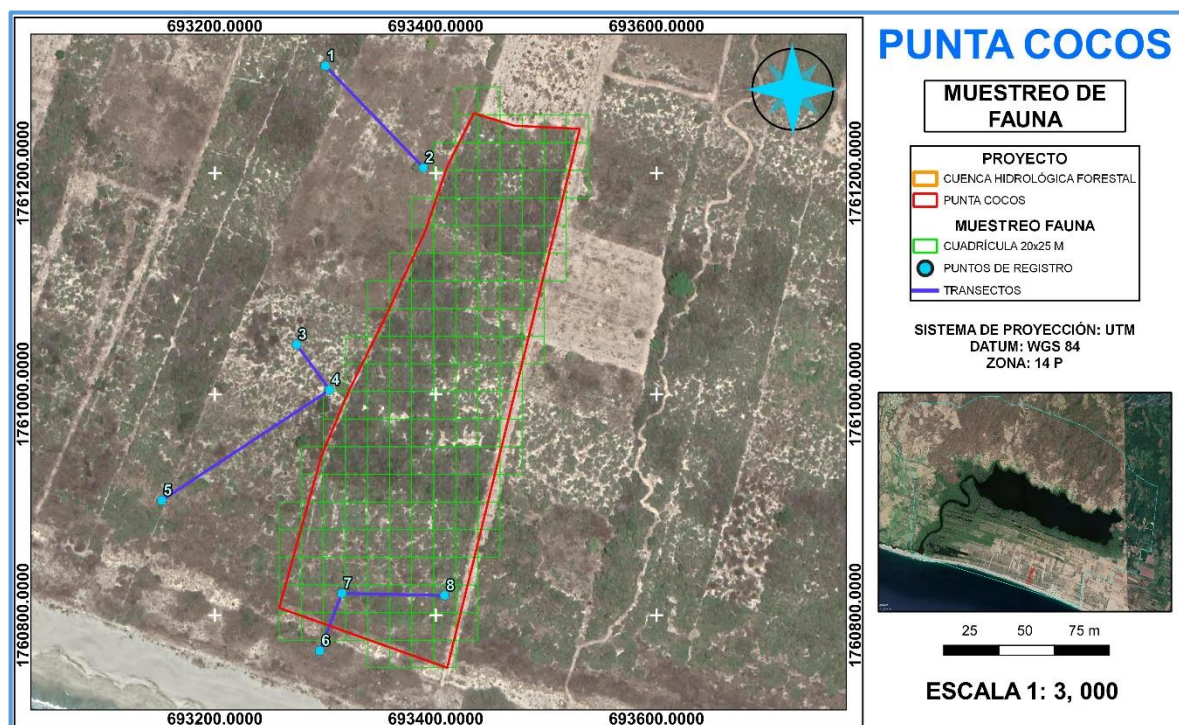 693200.0000
693400.0000
693600.0000
1761200.0000
1761000.0000
1760800.0000
1
2
3
4
5
6
7
8
1761200.0000
1761000.0000
1760800.0000
693200.0000
693400.0000
693600.0000
PUNTA COCOS
MUESTREO DE
FAUNA
PROYECTO
CUENCA HIDROLÓGICA FORESTAL
PUNTA COCOS
MUESTREO FAUNA
CUADRÍCULA 20x25 M
PUNTOS DE REGISTRO
TRANSECTOS
SISTEMA DE PROYECCIÓN: UTM
DATUM: WGS 84
ZONA: 14 P
25 50 75 m
ESCALA 1: 3, 000